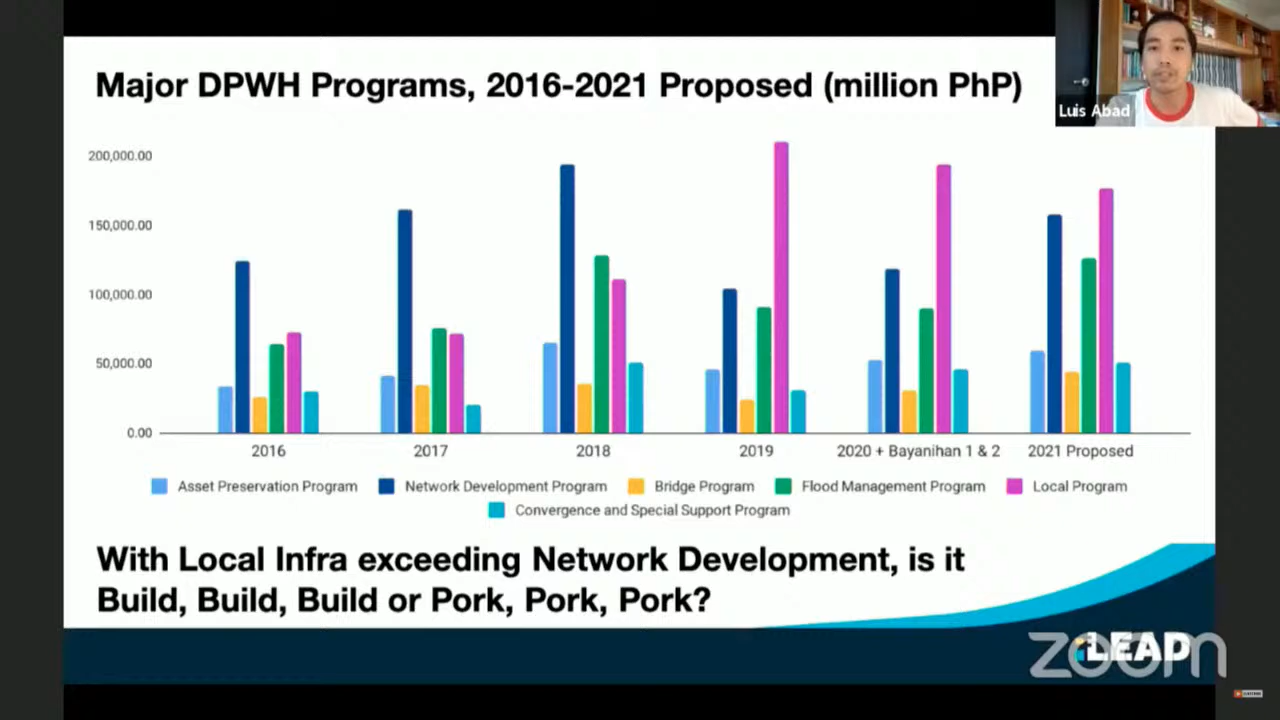 Major DPWH Programs, 2016-2021 Proposed (million PhP)
Luis Abad
200,000.00
150,000.00
100,000.00
50,000.00
0.00
2016 2017 2018 2019 2020 + Bayanihan 1 & 2 2021 Proposed
Asset Preservation Program Network Development Program Bridge Program Flood Management Program Local Program
Convergence and Special Support Program
With Local Infra exceeding Network Development, is it
Build, Build, Build or Pork, Pork, Pork?
zoom
LEAD